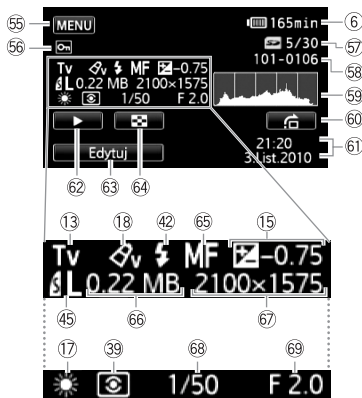 55 MENU 165min 6
56 5/30 57
101-0106 58
Tv v MF -0.75
L 0.22 MB 2100×1575
1/50 F 2.0 59
60
Edytuj 21:20 61
3.List.2010
62 63 64
13 18 42 65 15
Tv v MF -0.75
L 0.22 MB 2100×1575
45 66 67
17 39 68 69
1/50 F 2.0